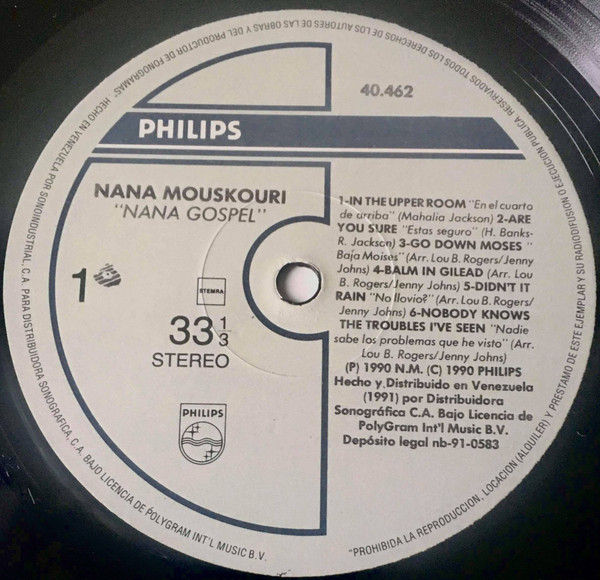 RESERVADOS TODOS LOS DERECHOS DE LOS AUTORES DE LAS OBRAS Y DEL PRODUCTOR DE FONOGRAMAS". HECHO EN VENEZUELA POR SONOINDUSTRIAL, C.A. PARA DISTRIBUIDORA SONOGRAFICA, C.A. BAJO LICENCIA DE POLYGRAM INT'L MUSIC B.V.
"PROHIBIDA LA REPRODUCCION, LOCACION (ALQUILER) Y PRESTAMO DE ESTE EJEMPLAR Y SU RADIODIFUSION O EJECUCION PUBLICA
40.462
PHILIPS
NANA MOUSKOURI
"NANA GOSPEL"
1
STEMRA
33 1/3
STEREO
PHILIPS
1-IN THE UPPER ROOM "En el cuarto
de arriba" (Mahalia Jackson) 2-ARE
YOU SURE "Estas seguro" (H. Banks-
R. Jackson) 3-GO DOWN MOSES "
Baja Moises" (Arr. Lou B. Rogers/Jenny
Johns) 4-BALM IN GILEAD (Arr. Lou
B. Rogers/Jenny Johns) 5-DIDN'T IT
RAIN "No llovio?" (Arr. Lou B. Rogers/
Jenny Johns) 6-NOBODY KNOWS
THE TROUBLES I'VE SEEN "Nadie
sabe los problemas que he visto" (Arr.
Lou B. Rogers/Jenny Johns)
(P) 1990 N.M. (C) 1990 PHILIPS
Hecho y Distribuido en Venezuela
(1991) por Distribuidora
Sonográfica C.A. Bajo Licencia de
PolyGram Int'l Music B.V.
Depósito legal nb-91-0583